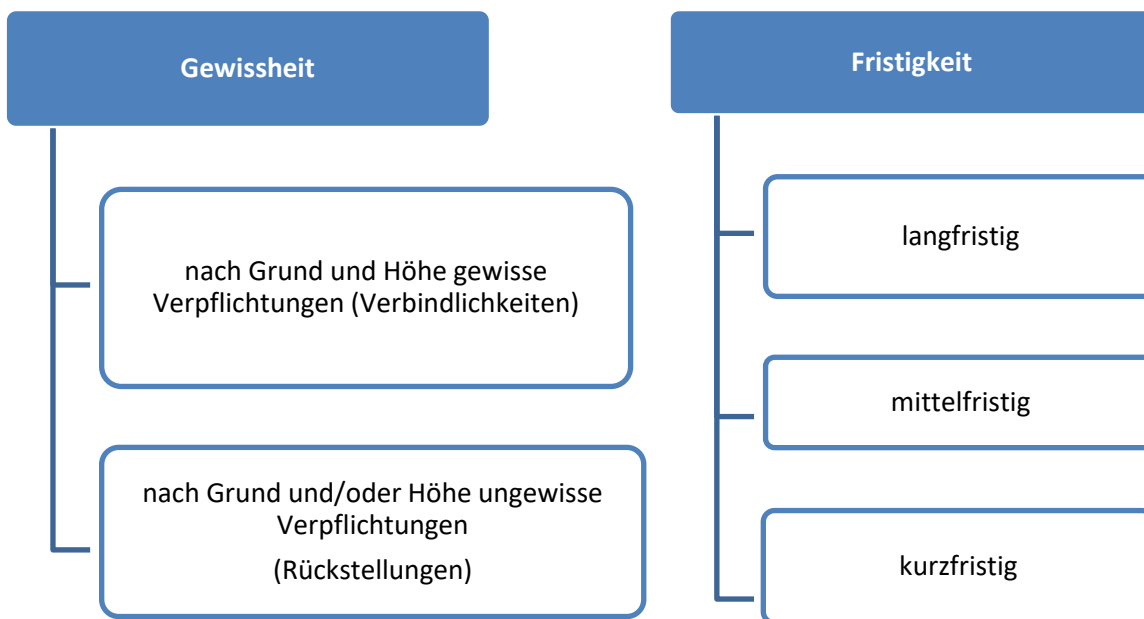 Gewissheit
nach Grund und Höhe gewisse
Verpflichtungen (Verbindlichkeiten)
nach Grund und/oder Höhe ungewisse
Verpflichtungen
(Rückstellungen)
Fristigkeit
langfristig
mittelfristig
kurzfristig